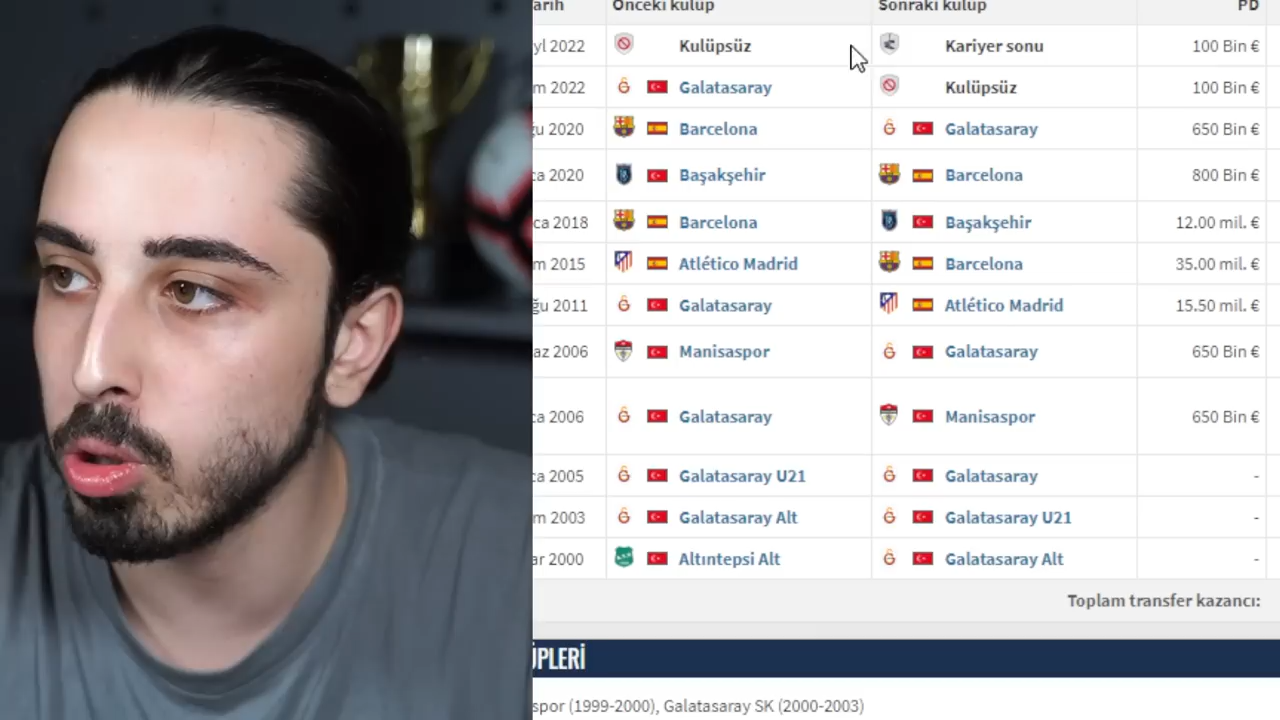 arih Önceki kulüp Sonraki kulüp PD
yl 2022 Kulüpsüz Kariyer sonu 100 Bin €
m 2022 Galatasaray Kulüpsüz 100 Bin €
ğu 2020 Barcelona Galatasaray 650 Bin €
ca 2020 Başakşehir Barcelona 800 Bin €
ca 2018 Barcelona Başakşehir 12.00 mil. €
m 2015 Atlético Madrid Barcelona 35.00 mil. €
ğu 2011 Galatasaray Atlético Madrid 15.50 mil. €
az 2006 Manisaspor Galatasaray 650 Bin €
ca 2006 Galatasaray Manisaspor 650 Bin €
ca 2005 Galatasaray U21 Galatasaray -
m 2003 Galatasaray Alt Galatasaray U21 -
ar 2000 Altıntepsi Alt Galatasaray Alt -
Toplam transfer kazancı:
ÜPLERİ
spor (1999-2000), Galatasaray SK (2000-2003)